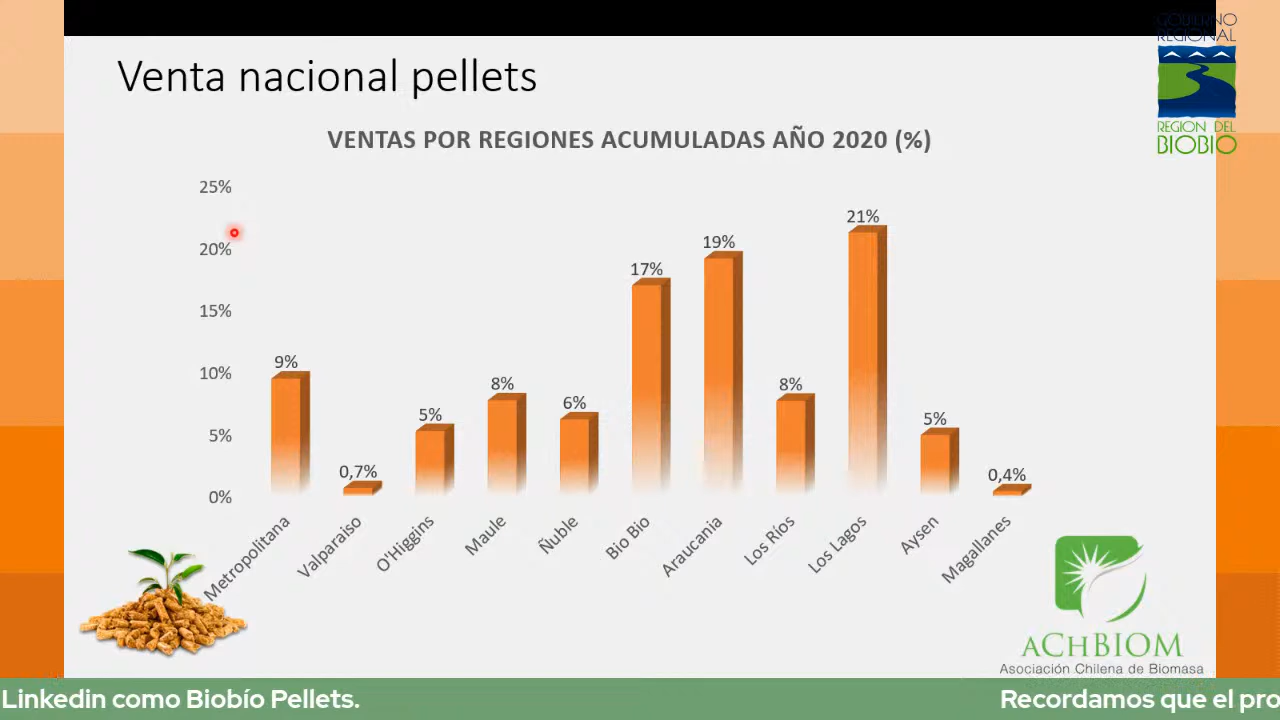 GOBIERNO
REGIONAL
REGION DEL
BIOBIO
Venta nacional pellets
VENTAS POR REGIONES ACUMULADAS AÑO 2020 (%)
25%
20%
15%
10%
5%
0%
9%
0,7%
5%
8%
6%
17%
19%
8%
21%
5%
0,4%
Metropolitana
Valparaiso
O'Higgins
Maule
Ñuble
Bio Bio
Araucania
Los Ríos
Los Lagos
Aysen
Magallanes
ACHBIOM
Asociación Chilena de Biomasa
Linkedin como Biobío Pellets.
Recordamos que el pro